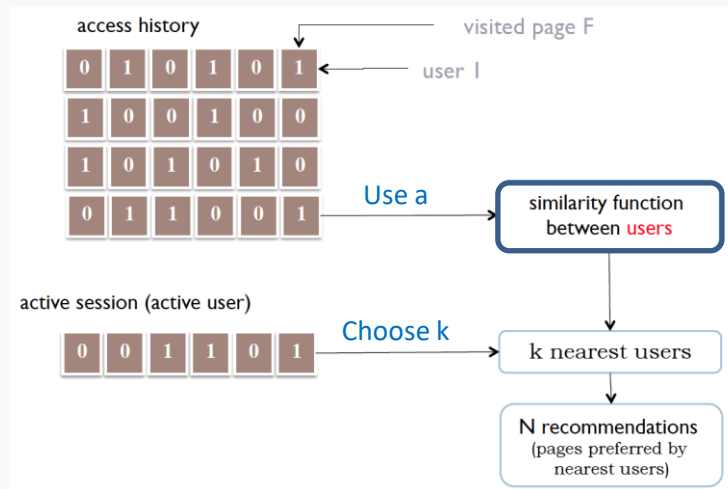 access history
visited page F
0 1 0 1 0 1
user 1
1 0 0 1 0 0
1 0 1 0 1 0
0 1 1 0 0 1
Use a
similarity function
between users
active session (active user)
0 0 1 1 0 1
Choose k
k nearest users
N recommendations
(pages preferred by
nearest users)